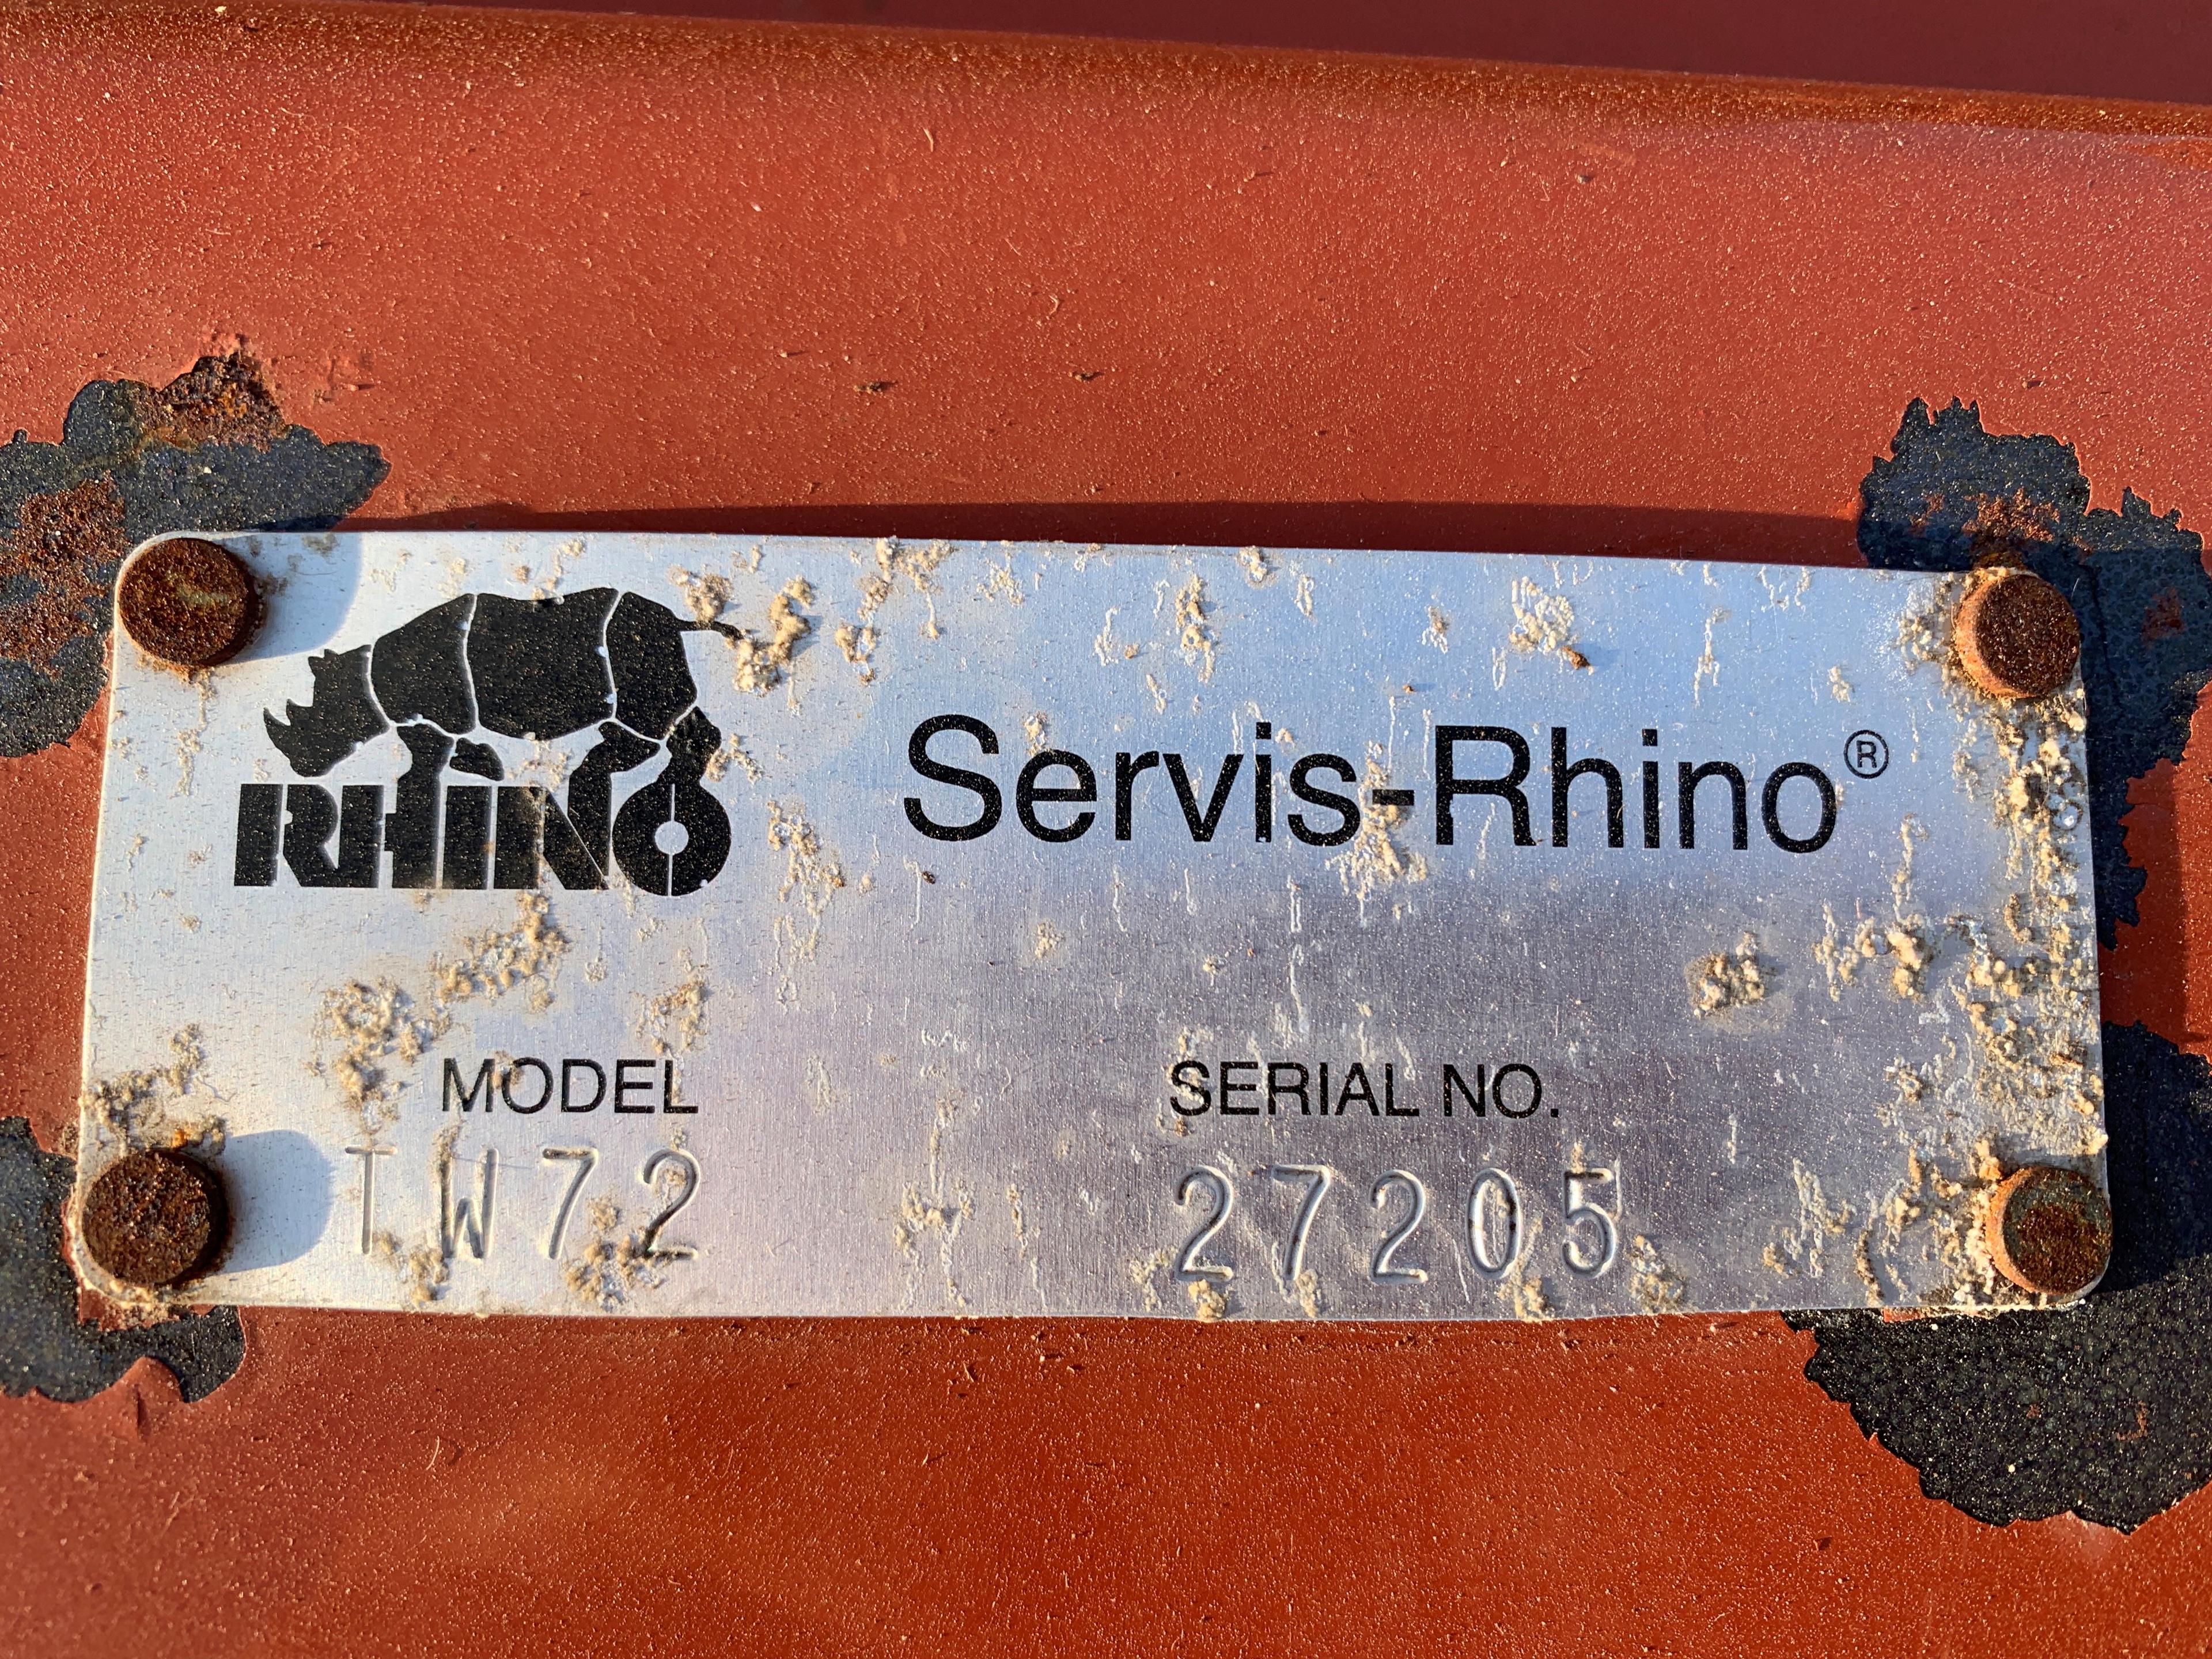 RHINO
Servis-Rhino®
MODEL
SERIAL NO.
TW72
27205